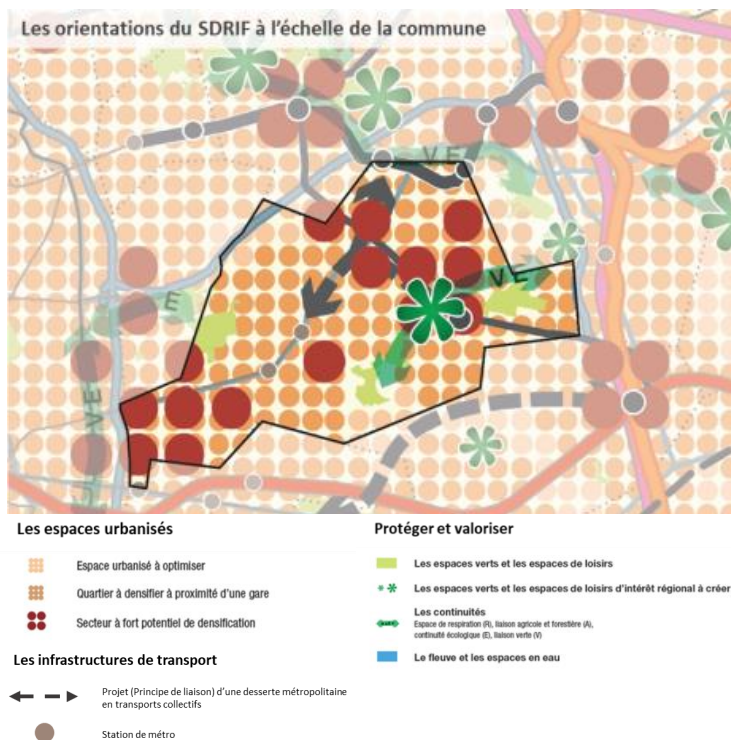 Les orientations du SDRIF à l'échelle de la commune
V E
V E
E
V E
Les espaces urbanisés
Espace urbanisé à optimiser
Quartier à densifier à proximité d'une gare
Secteur à fort potentiel de densification
Les infrastructures de transport
Projet (Principe de liaison) d'une desserte métropolitaine
en transports collectifs
Station de métro
Protéger et valoriser
Les espaces verts et les espaces de loisirs
Les espaces verts et les espaces de loisirs d'intérêt régional à créer
Les continuités
Espace de respiration (R), liaison agricole et forestière (A),
continuité écologique (E), liaison verte (V)
Le fleuve et les espaces en eau